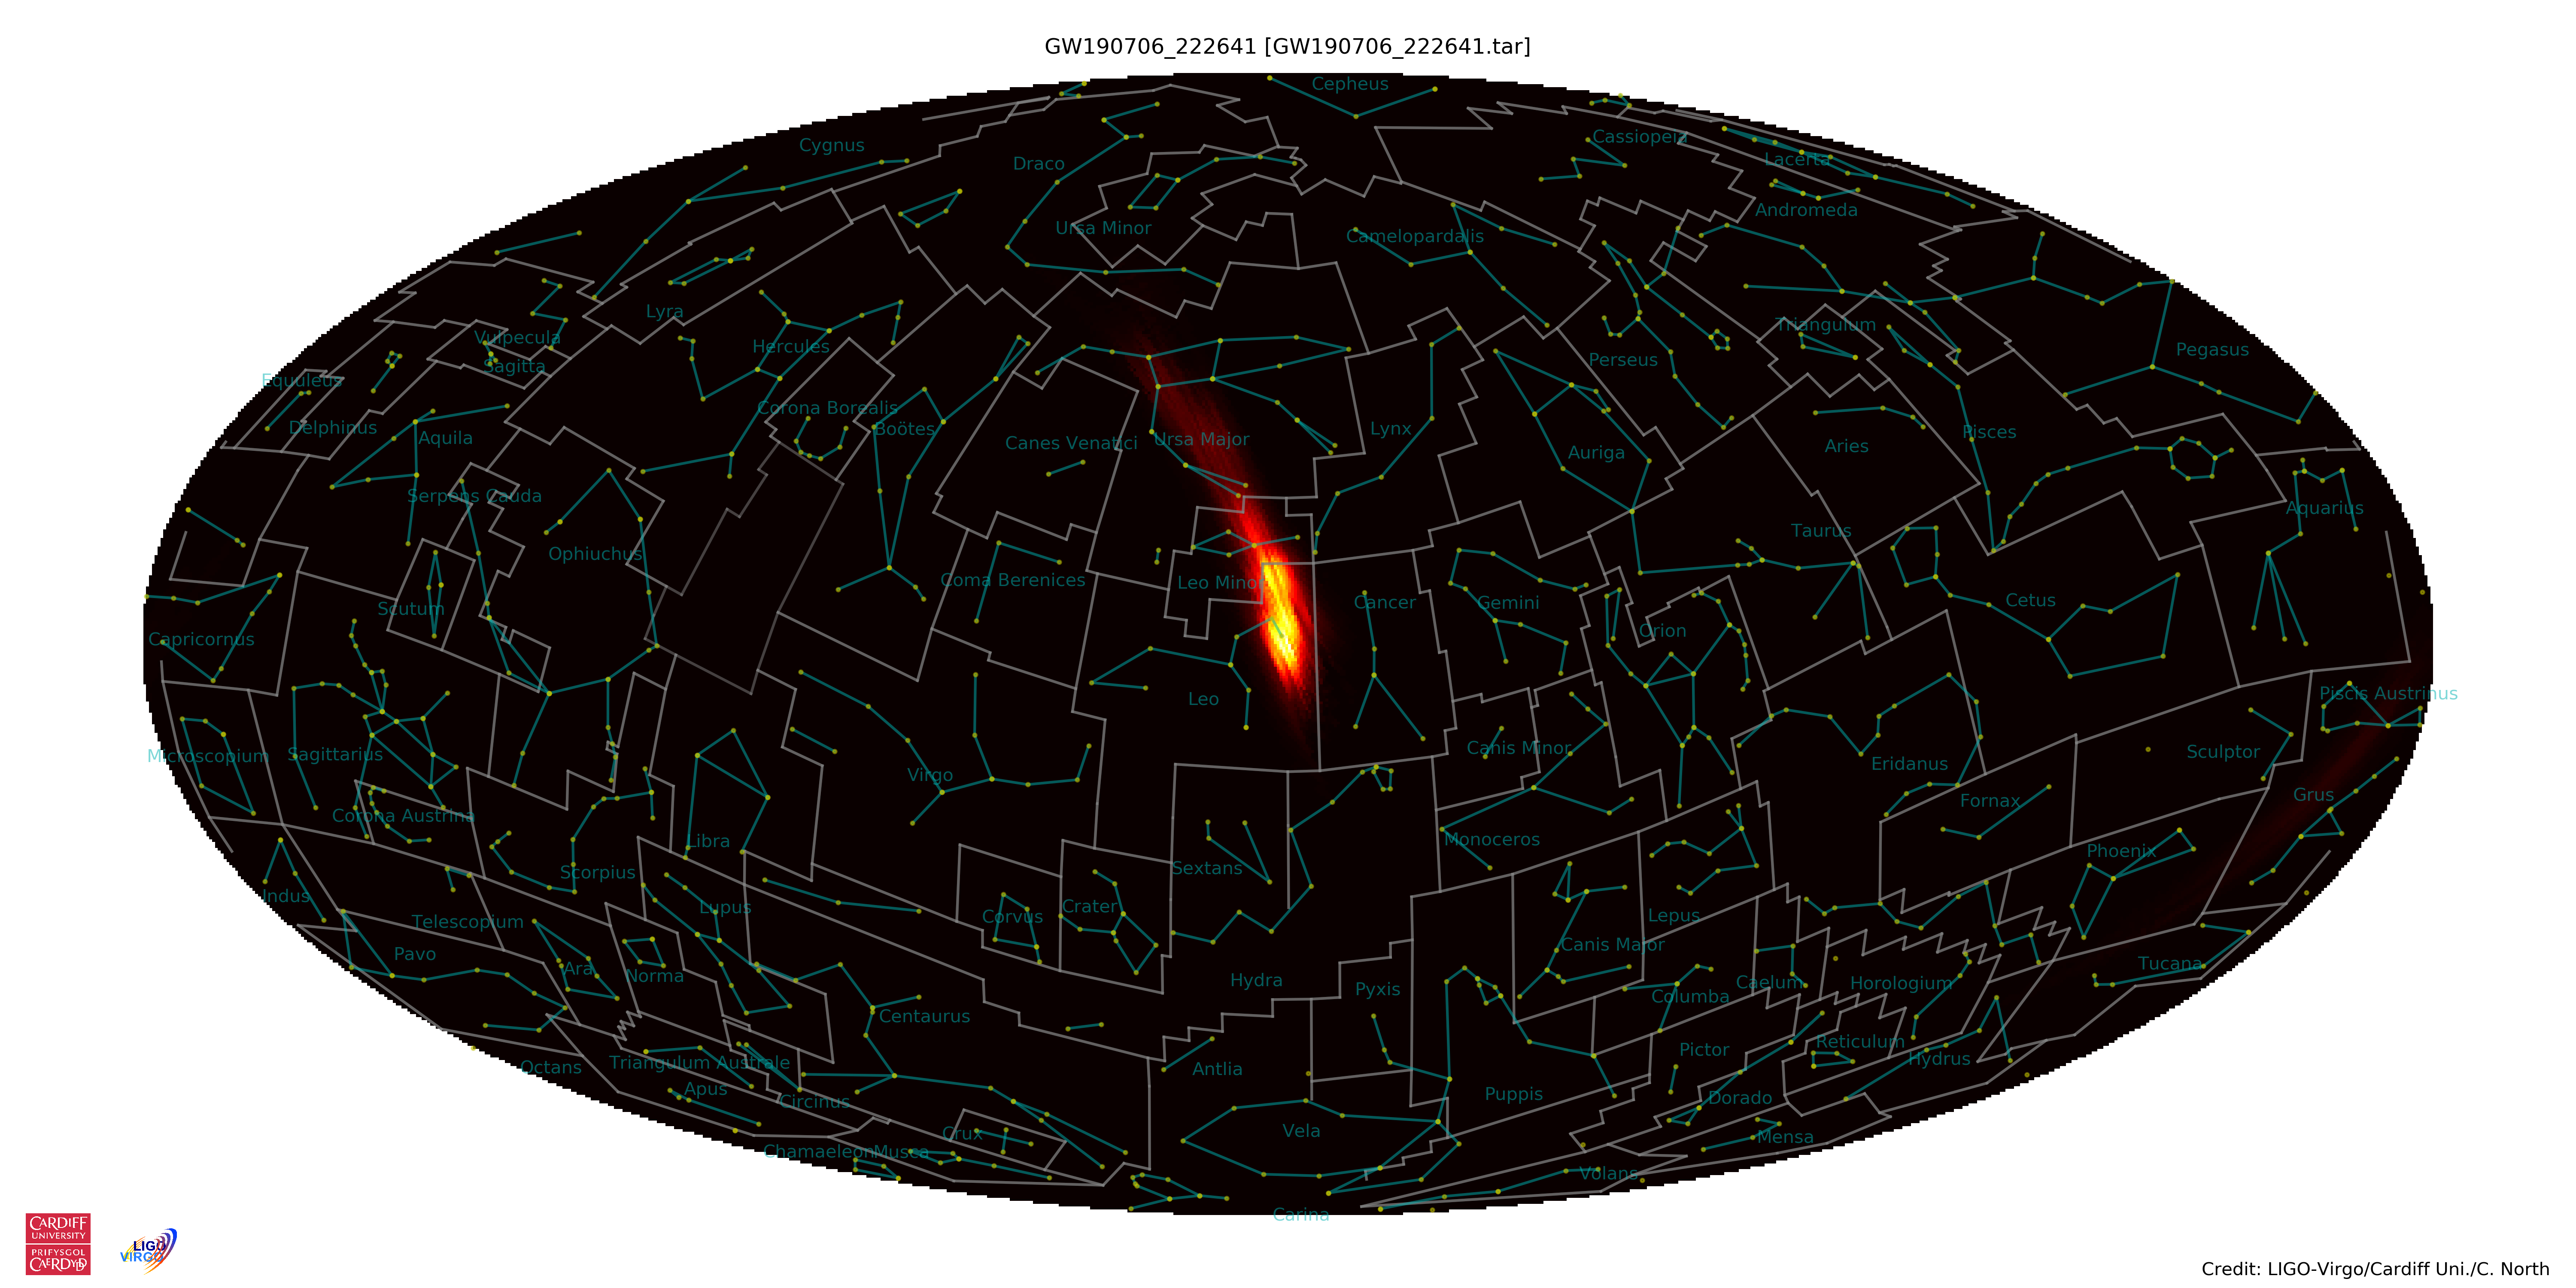 GW190706_222641 [GW190706_222641.tar]
Cepheus
Cassiopeia
Cygnus
Lacerta
Draco
Andromeda
Ursa Minor
Camelopardalis
Lyra
Triangulum
Vulpecula
Hercules
Pegasus
Perseus
Sagitta
Equuleus
Corona Borealis
Delphinus
Boötes
Lynx
Pisces
Aquila
Canes Venatici
Ursa Major
Aries
Auriga
Serpens Cauda
Aquarius
Taurus
Ophiuchus
Coma Berenices
Leo Minor
Cetus
Cancer
Gemini
Scutum
Orion
Capricornus
Piscis Austrinus
Leo
Canis Minor
Sculptor
Microscopium
Sagittarius
Eridanus
Virgo
Grus
Fornax
Corona Austrina
Monoceros
Libra
Phoenix
Sextans
Scorpius
Indus
Crater
Lupus
Corvus
Lepus
Telescopium
Canis Major
Pavo
Tucana
Ara
Norma
Hydra
Caelum
Horologium
Pyxis
Columba
Centaurus
Reticulum
Pictor
Hydrus
Triangulum Australe
Octans
Antlia
Apus
Puppis
Dorado
Circinus
Vela
Crux
Mensa
Chamaeleon
Musca
Volans
Carina
CARDIFF
UNIVERSITY
PRIFYSGOL
CAERDYDD
LIGO
VIRGO
Credit: LIGO-Virgo/Cardiff Uni./C. North